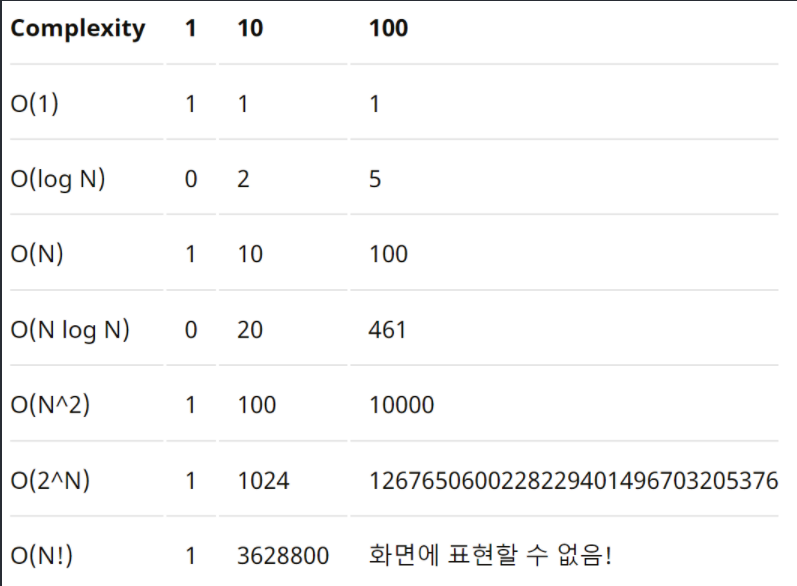 Complexity 1 10 100
O(1) 1 1 1
O(log N) 0 2 5
O(N) 1 10 100
O(N log N) 0 20 461
O(N^2) 1 100 10000
O(2^N) 1 1024 1267650600228229401496703205376
O(N!) 1 3628800 화면에 표현할 수 없음!